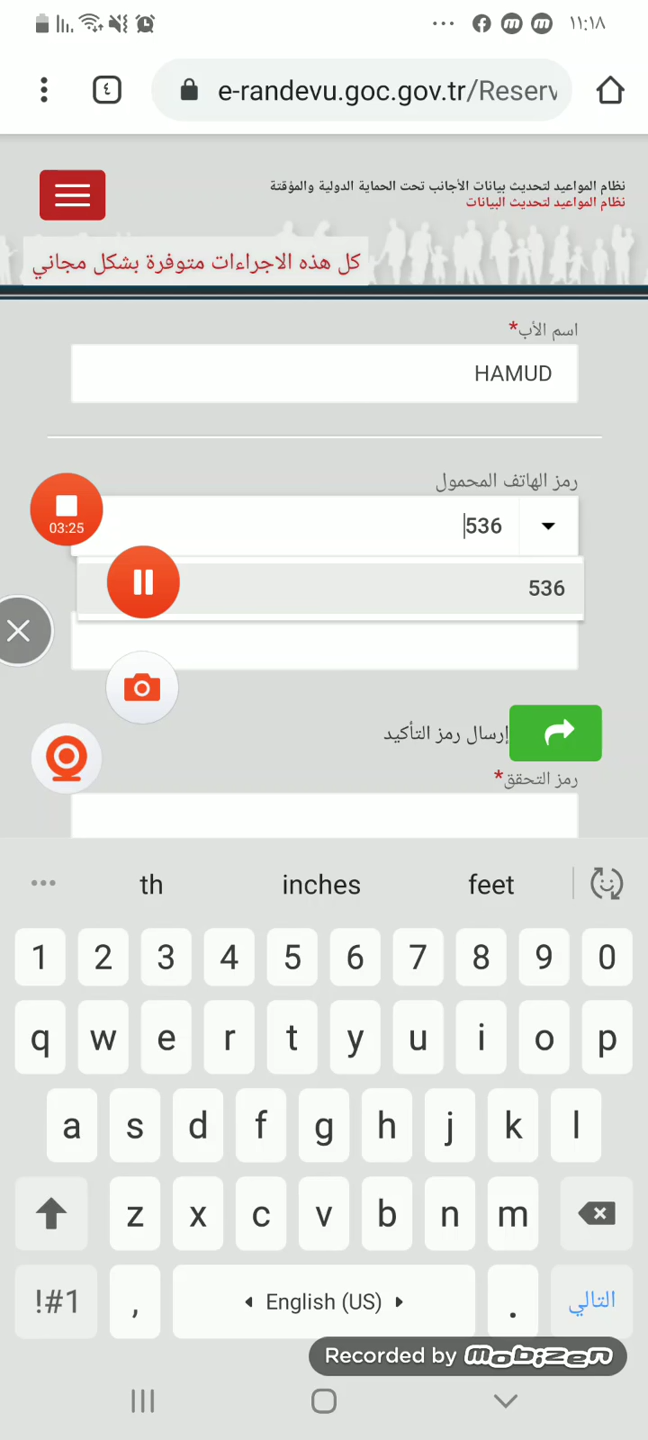 ١١:١٨
e-randevu.goc.gov.tr/Reserv
٤
نظام المواعيد لتحديث بيانات الأجانب تحت الحماية الدولية والمؤقتة
نظام المواعيد لتحديث البيانات
كل هذه الاجراءات متوفرة بشكل مجاني
اسم الأب*
HAMUD
رمز الهاتف المحمول
536
03:25
536
إرسال رمز التأكيد
رمز التحقق*
th inches feet
1 2 3 4 5 6 7 8 9 0
q w e r t y u i o p
a s d f g h j k l
z x c v b n m
!#1 , English (US) . التالي
Recorded by mobizen